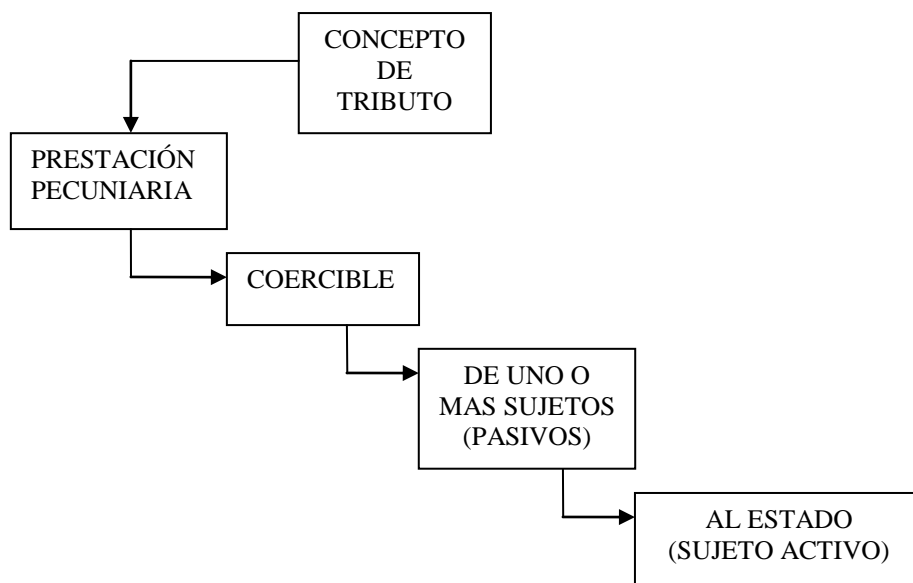 CONCEPTO
DE
TRIBUTO
PRESTACIÓN
PECUNIARIA
COERCIBLE
DE UNO O
MAS SUJETOS
(PASIVOS)
AL ESTADO
(SUJETO ACTIVO)